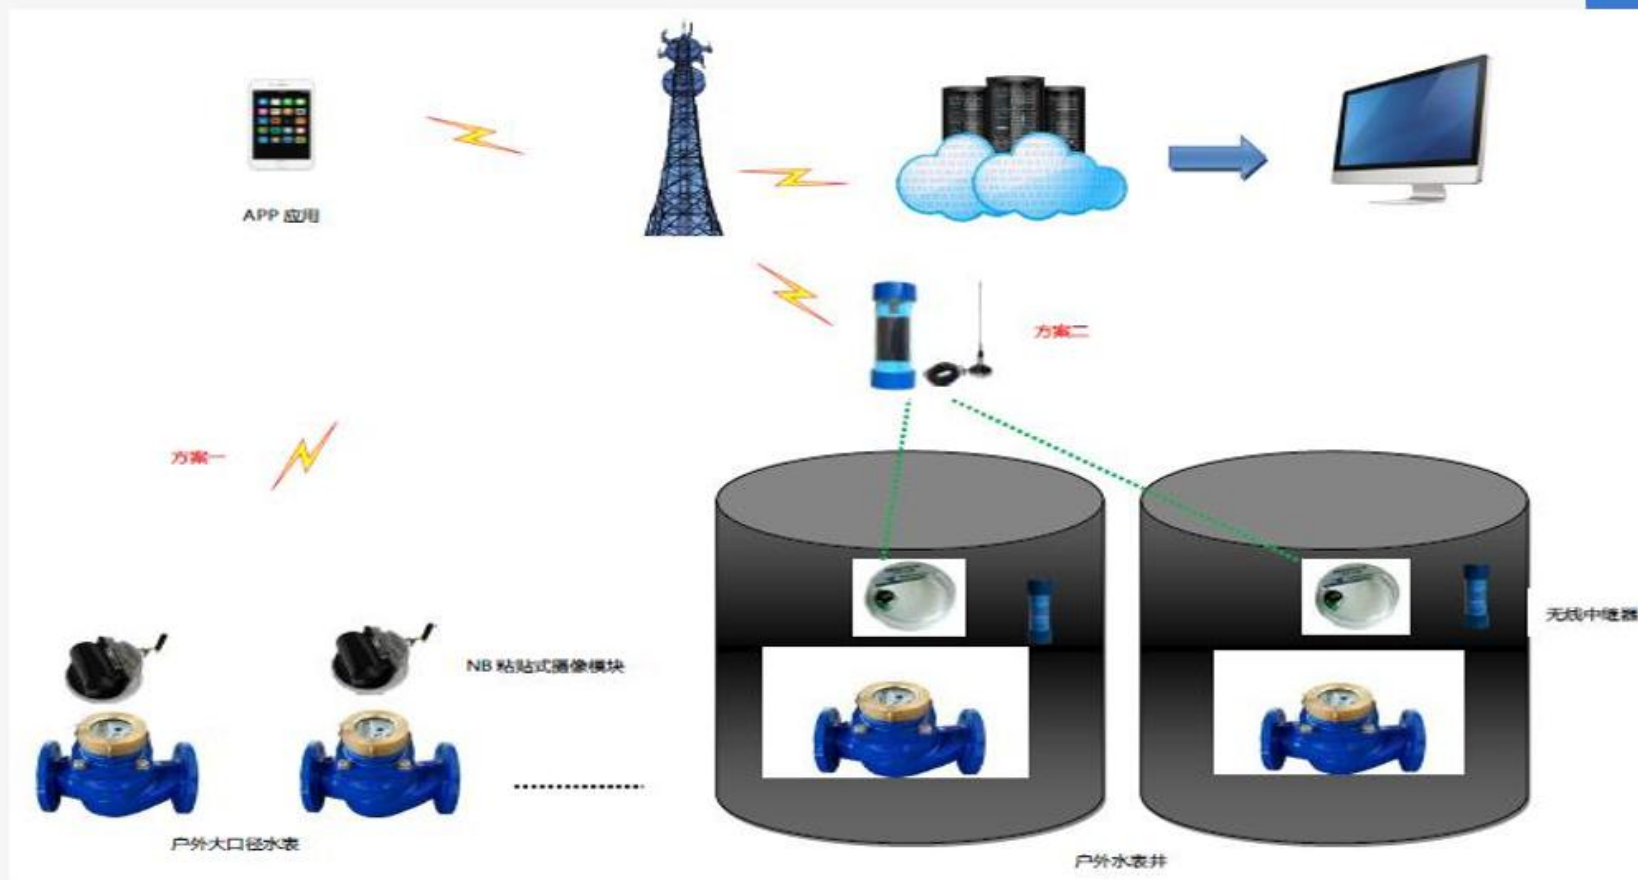 APP 应用
方案二
方案一
无线中继器
NB 粘贴式摄像模块
户外大口径水表
户外水表井